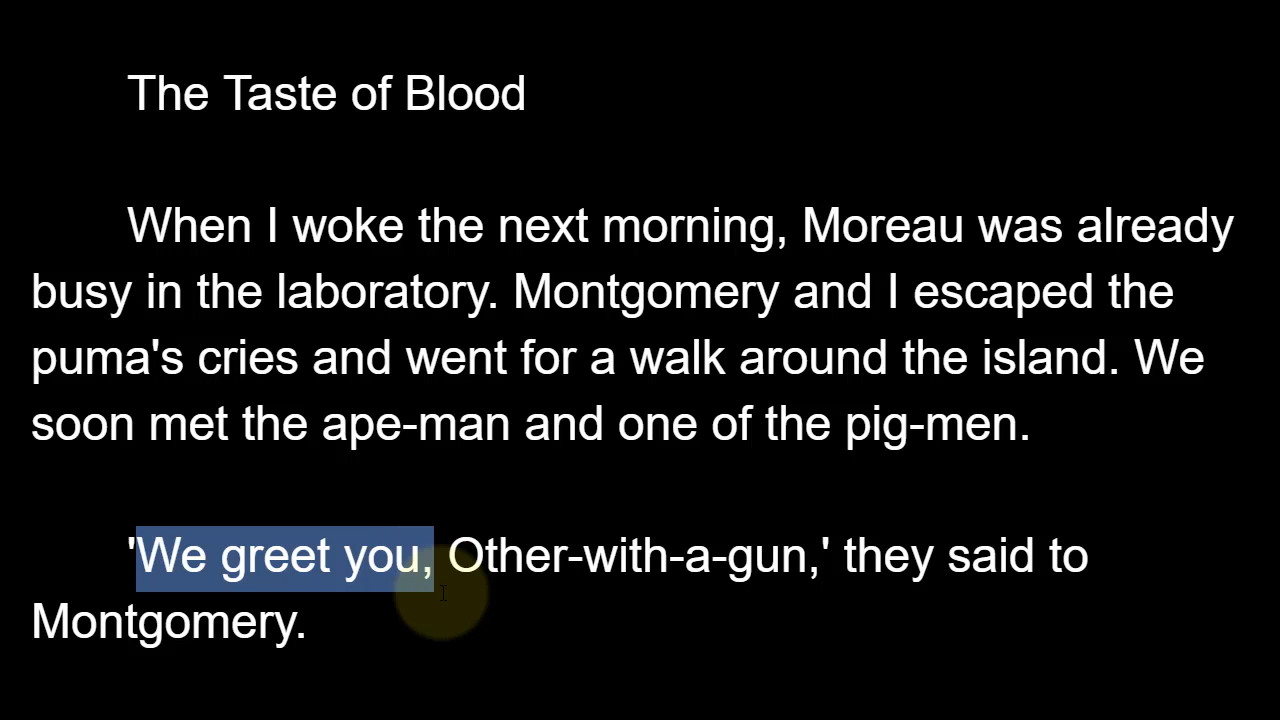 The Taste of Blood
When I woke the next morning, Moreau was already
busy in the laboratory. Montgomery and I escaped the
puma's cries and went for a walk around the island. We
soon met the ape-man and one of the pig-men.
'We greet you, Other-with-a-gun,' they said to
Montgomery.